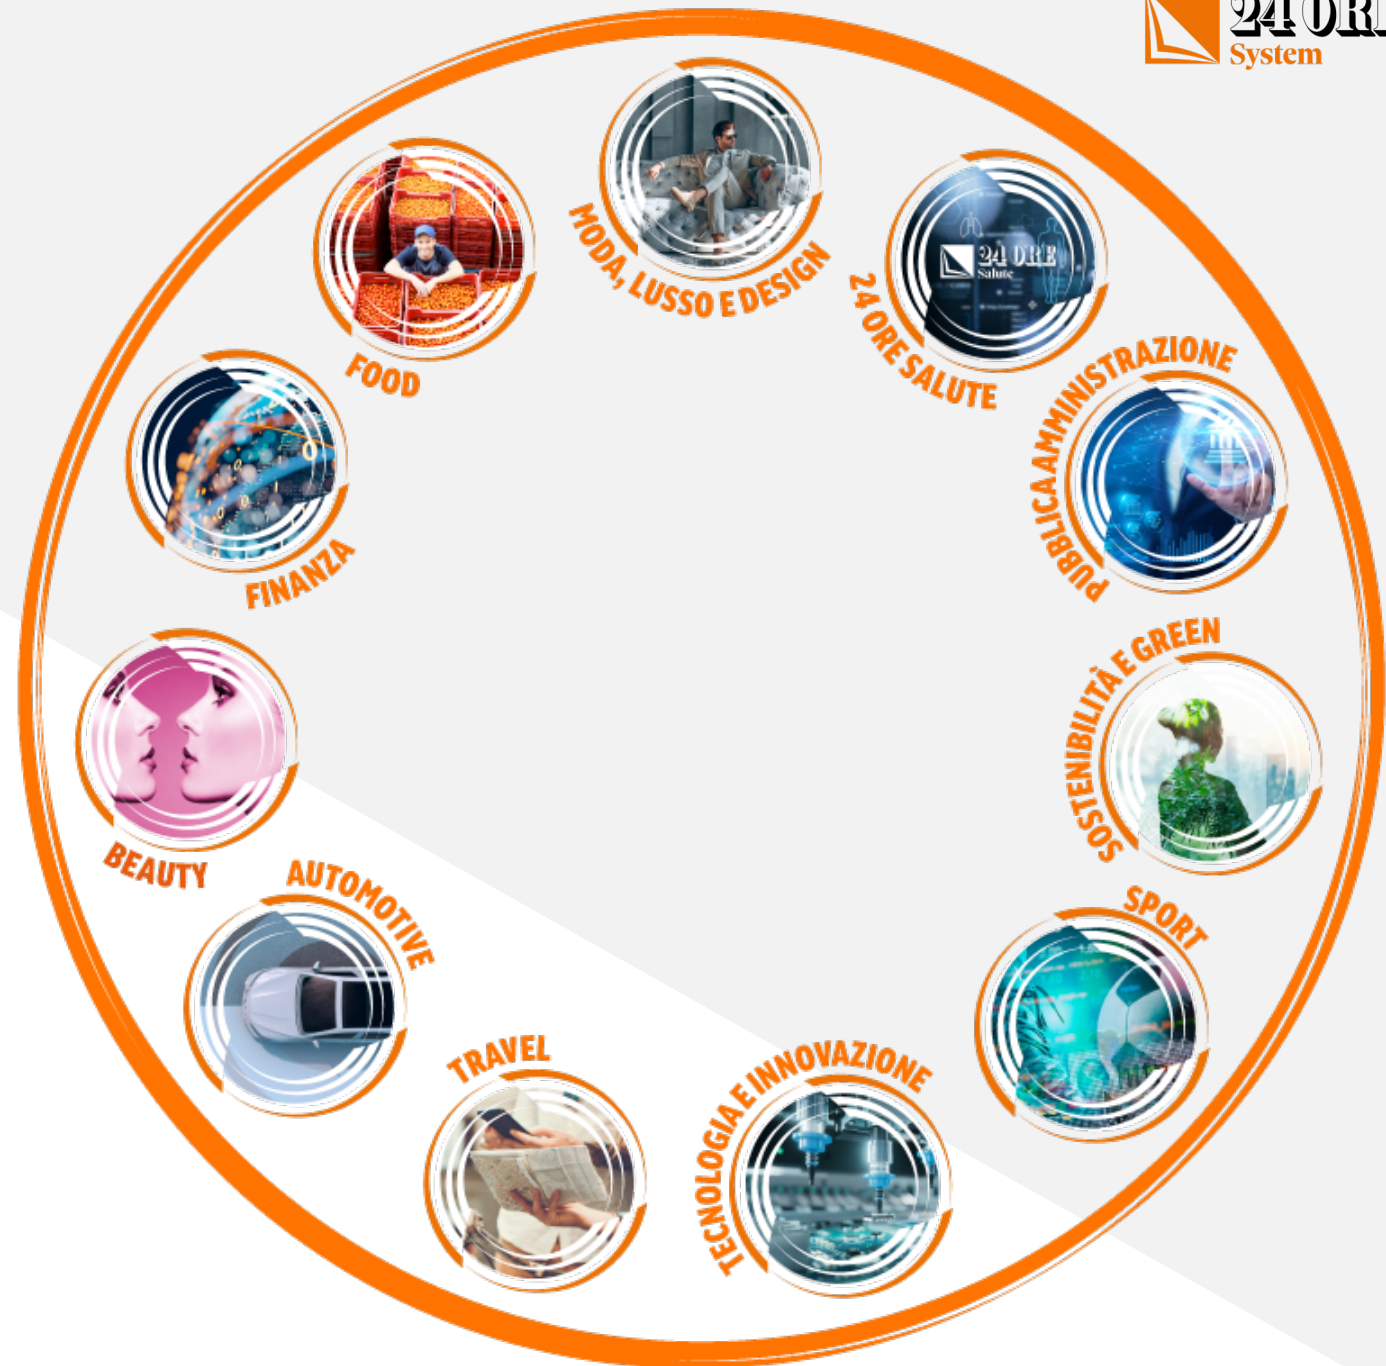 24 ORE
System
MODA, LUSSO E DESIGN
24 ORE
Salute
24 ORE SALUTE
PUBBLICA AMMINISTRAZIONE
SOSTENIBILITÀ E GREEN
SPORT
TECNOLOGIA E INNOVAZIONE
TRAVEL
AUTOMOTIVE
BEAUTY
FINANZA
FOOD